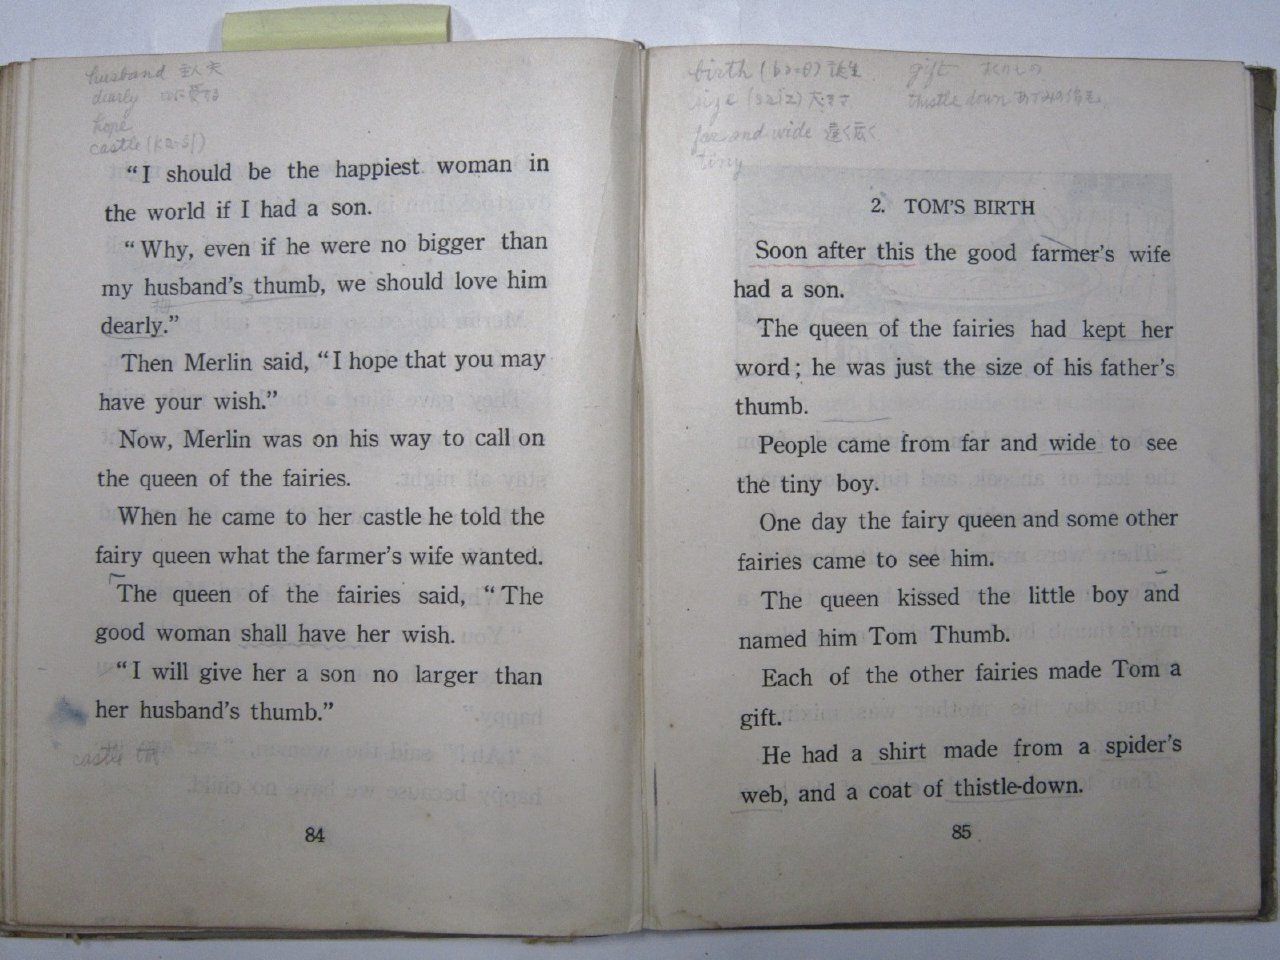 husband 主人 夫
dearly
hope
castle
"I should be the happiest woman in
the world if I had a son.
"Why, even if he were no bigger than
my husband's thumb, we should love him
dearly."
Then Merlin said, "I hope that you may
have your wish."
Now, Merlin was on his way to call on
the queen of the fairies.
When he came to her castle he told the
fairy queen what the farmer's wife wanted.
The queen of the fairies said, "The
good woman shall have her wish.
"I will give her a son no larger than
her husband's thumb."
castle
84
birth 誕生
size
far and wide 遠く広く
tiny
gift
thistle down
2. TOM'S BIRTH
Soon after this the good farmer's wife
had a son.
The queen of the fairies had kept her
word; he was just the size of his father's
thumb.
People came from far and wide to see
the tiny boy.
One day the fairy queen and some other
fairies came to see him.
The queen kissed the little boy and
named him Tom Thumb.
Each of the other fairies made Tom a
gift.
He had a shirt made from a spider's
web, and a coat of thistle-down.
85